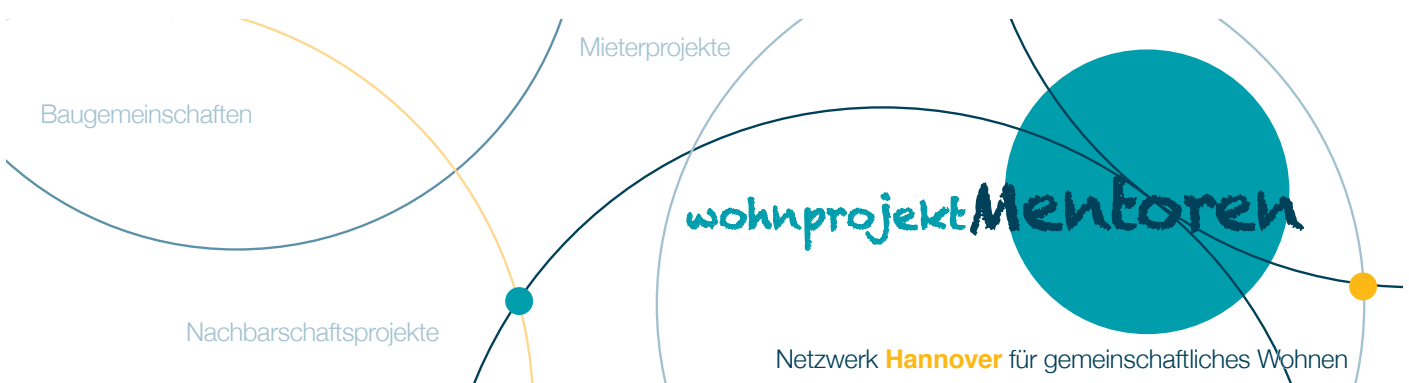 Mieterprojekte
Baugemeinschaften
wohnprojektMentoren
Nachbarschaftsprojekte
Netzwerk Hannover für gemeinschaftliches Wohnen